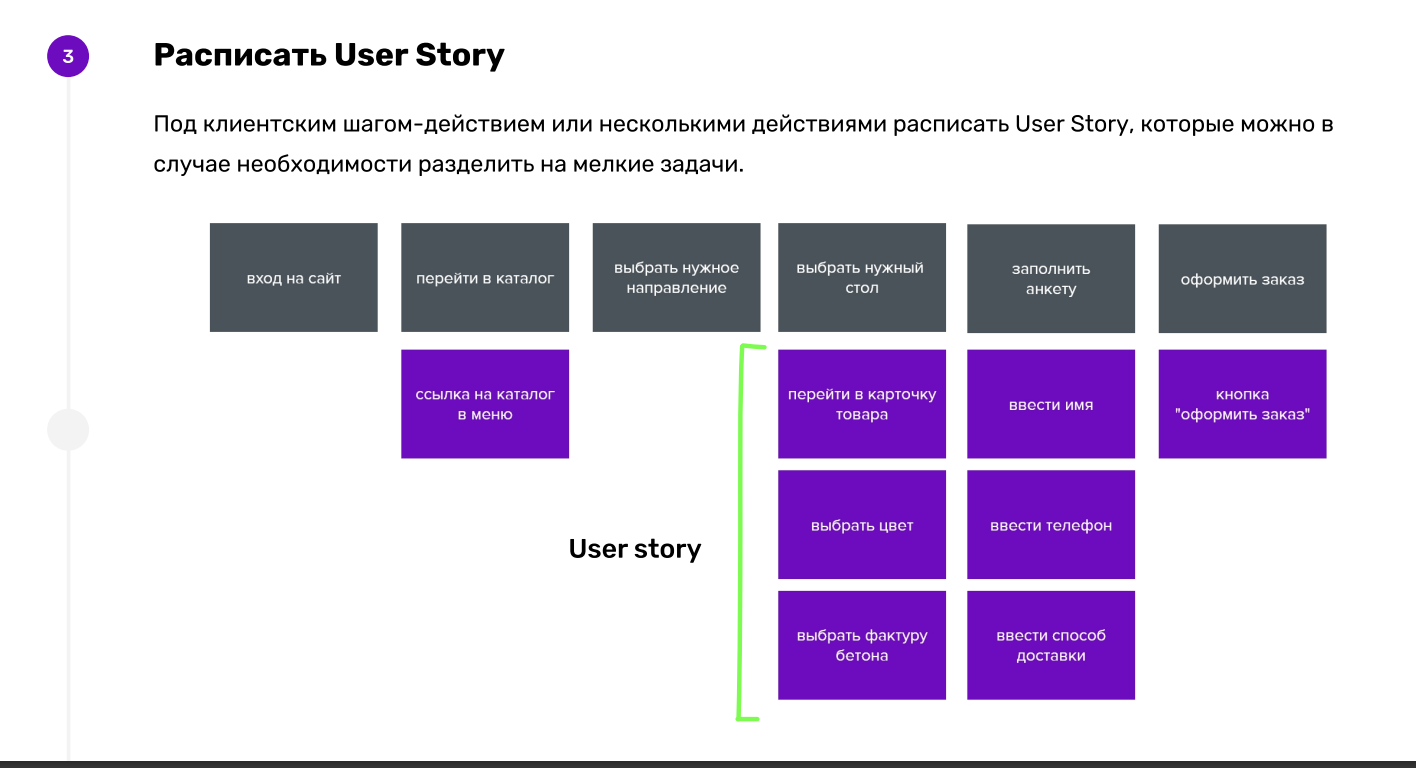 3
Расписать User Story
Под клиентским шагом-действием или несколькими действиями расписать User Story, которые можно в
случае необходимости разделить на мелкие задачи.
вход на сайт
перейти в каталог
выбрать нужное
направление
выбрать нужный
стол
заполнить
анкету
оформить заказ
ссылка на каталог
в меню
перейти в карточку
товара
ввести имя
кнопка
"оформить заказ"
выбрать цвет
ввести телефон
User story
выбрать фактуру
бетона
ввести способ
доставки